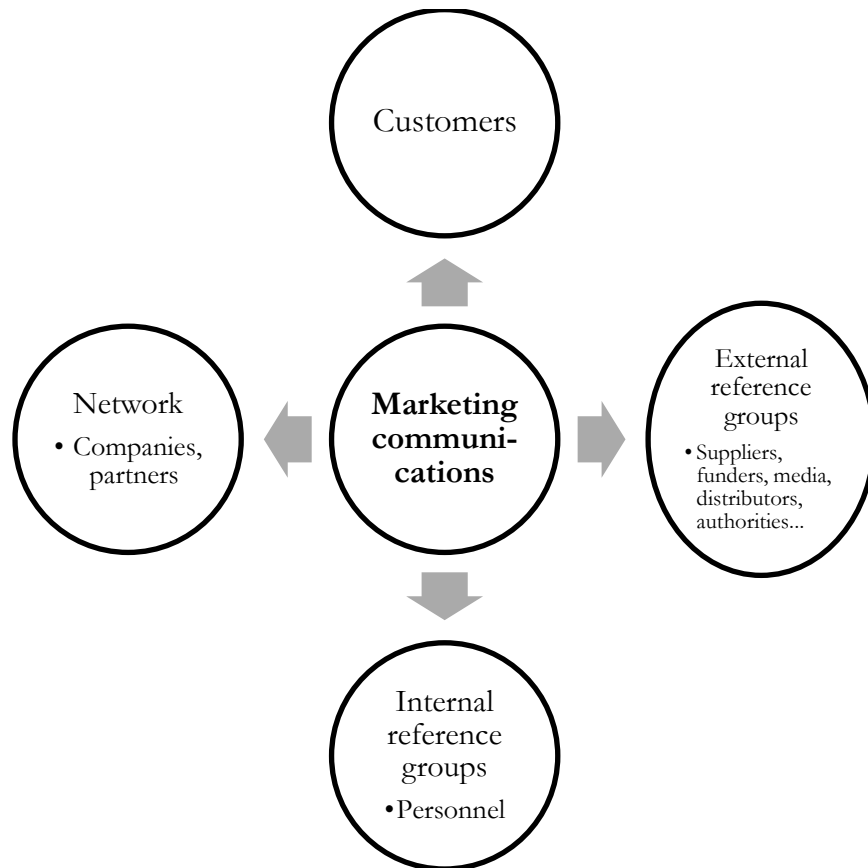 Customers
Network
• Companies,
partners
Marketing
communi-
cations
External
reference
groups
• Suppliers,
funders, media,
distributors,
authorities...
Internal
reference
groups
•Personnel